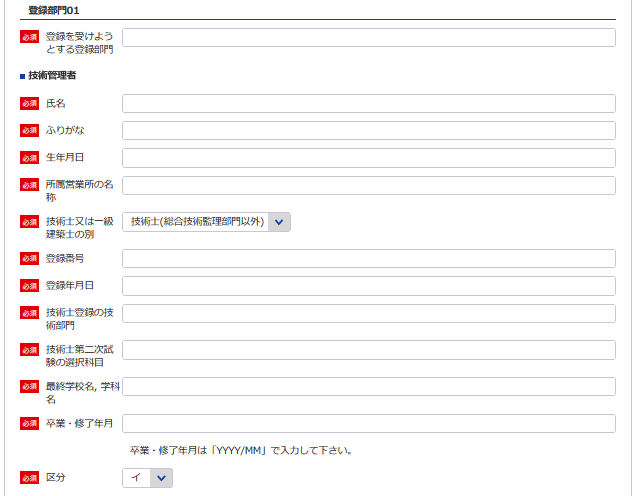 登録部門01
必須 登録を受けよう
とする登録部門
技術管理者
必須 氏名
必須 ふりがな
必須 生年月日
必須 所属営業所の名
称
必須 技術士又は一級
建築士の別 技術士(総合技術監理部門以外)
必須 登録番号
必須 登録年月日
必須 技術士登録の技
術部門
必須 技術士第二次試
験の選択科目
必須 最終学校名, 学科
名
必須 卒業・修了年月
卒業・修了年月は「YYYY/MM」で入力して下さい。
必須 区分 イ